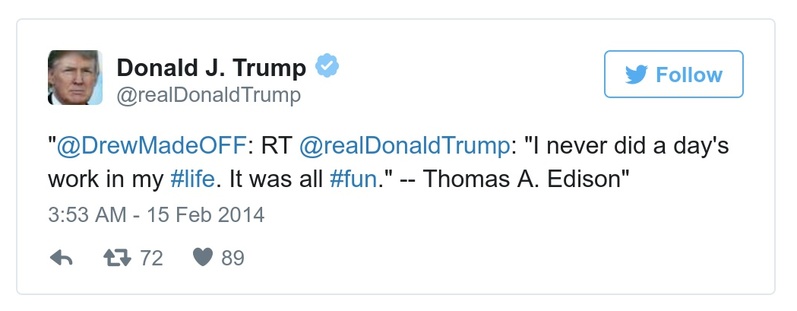 Donald J. Trump
Follow
@realDonaldTrump
"@DrewMadeOFF: RT @realDonaldTrump: "I never did a day's
work in my #life. It was all #fun." -- Thomas A. Edison"
3:53 AM - 15 Feb 2014
72 89